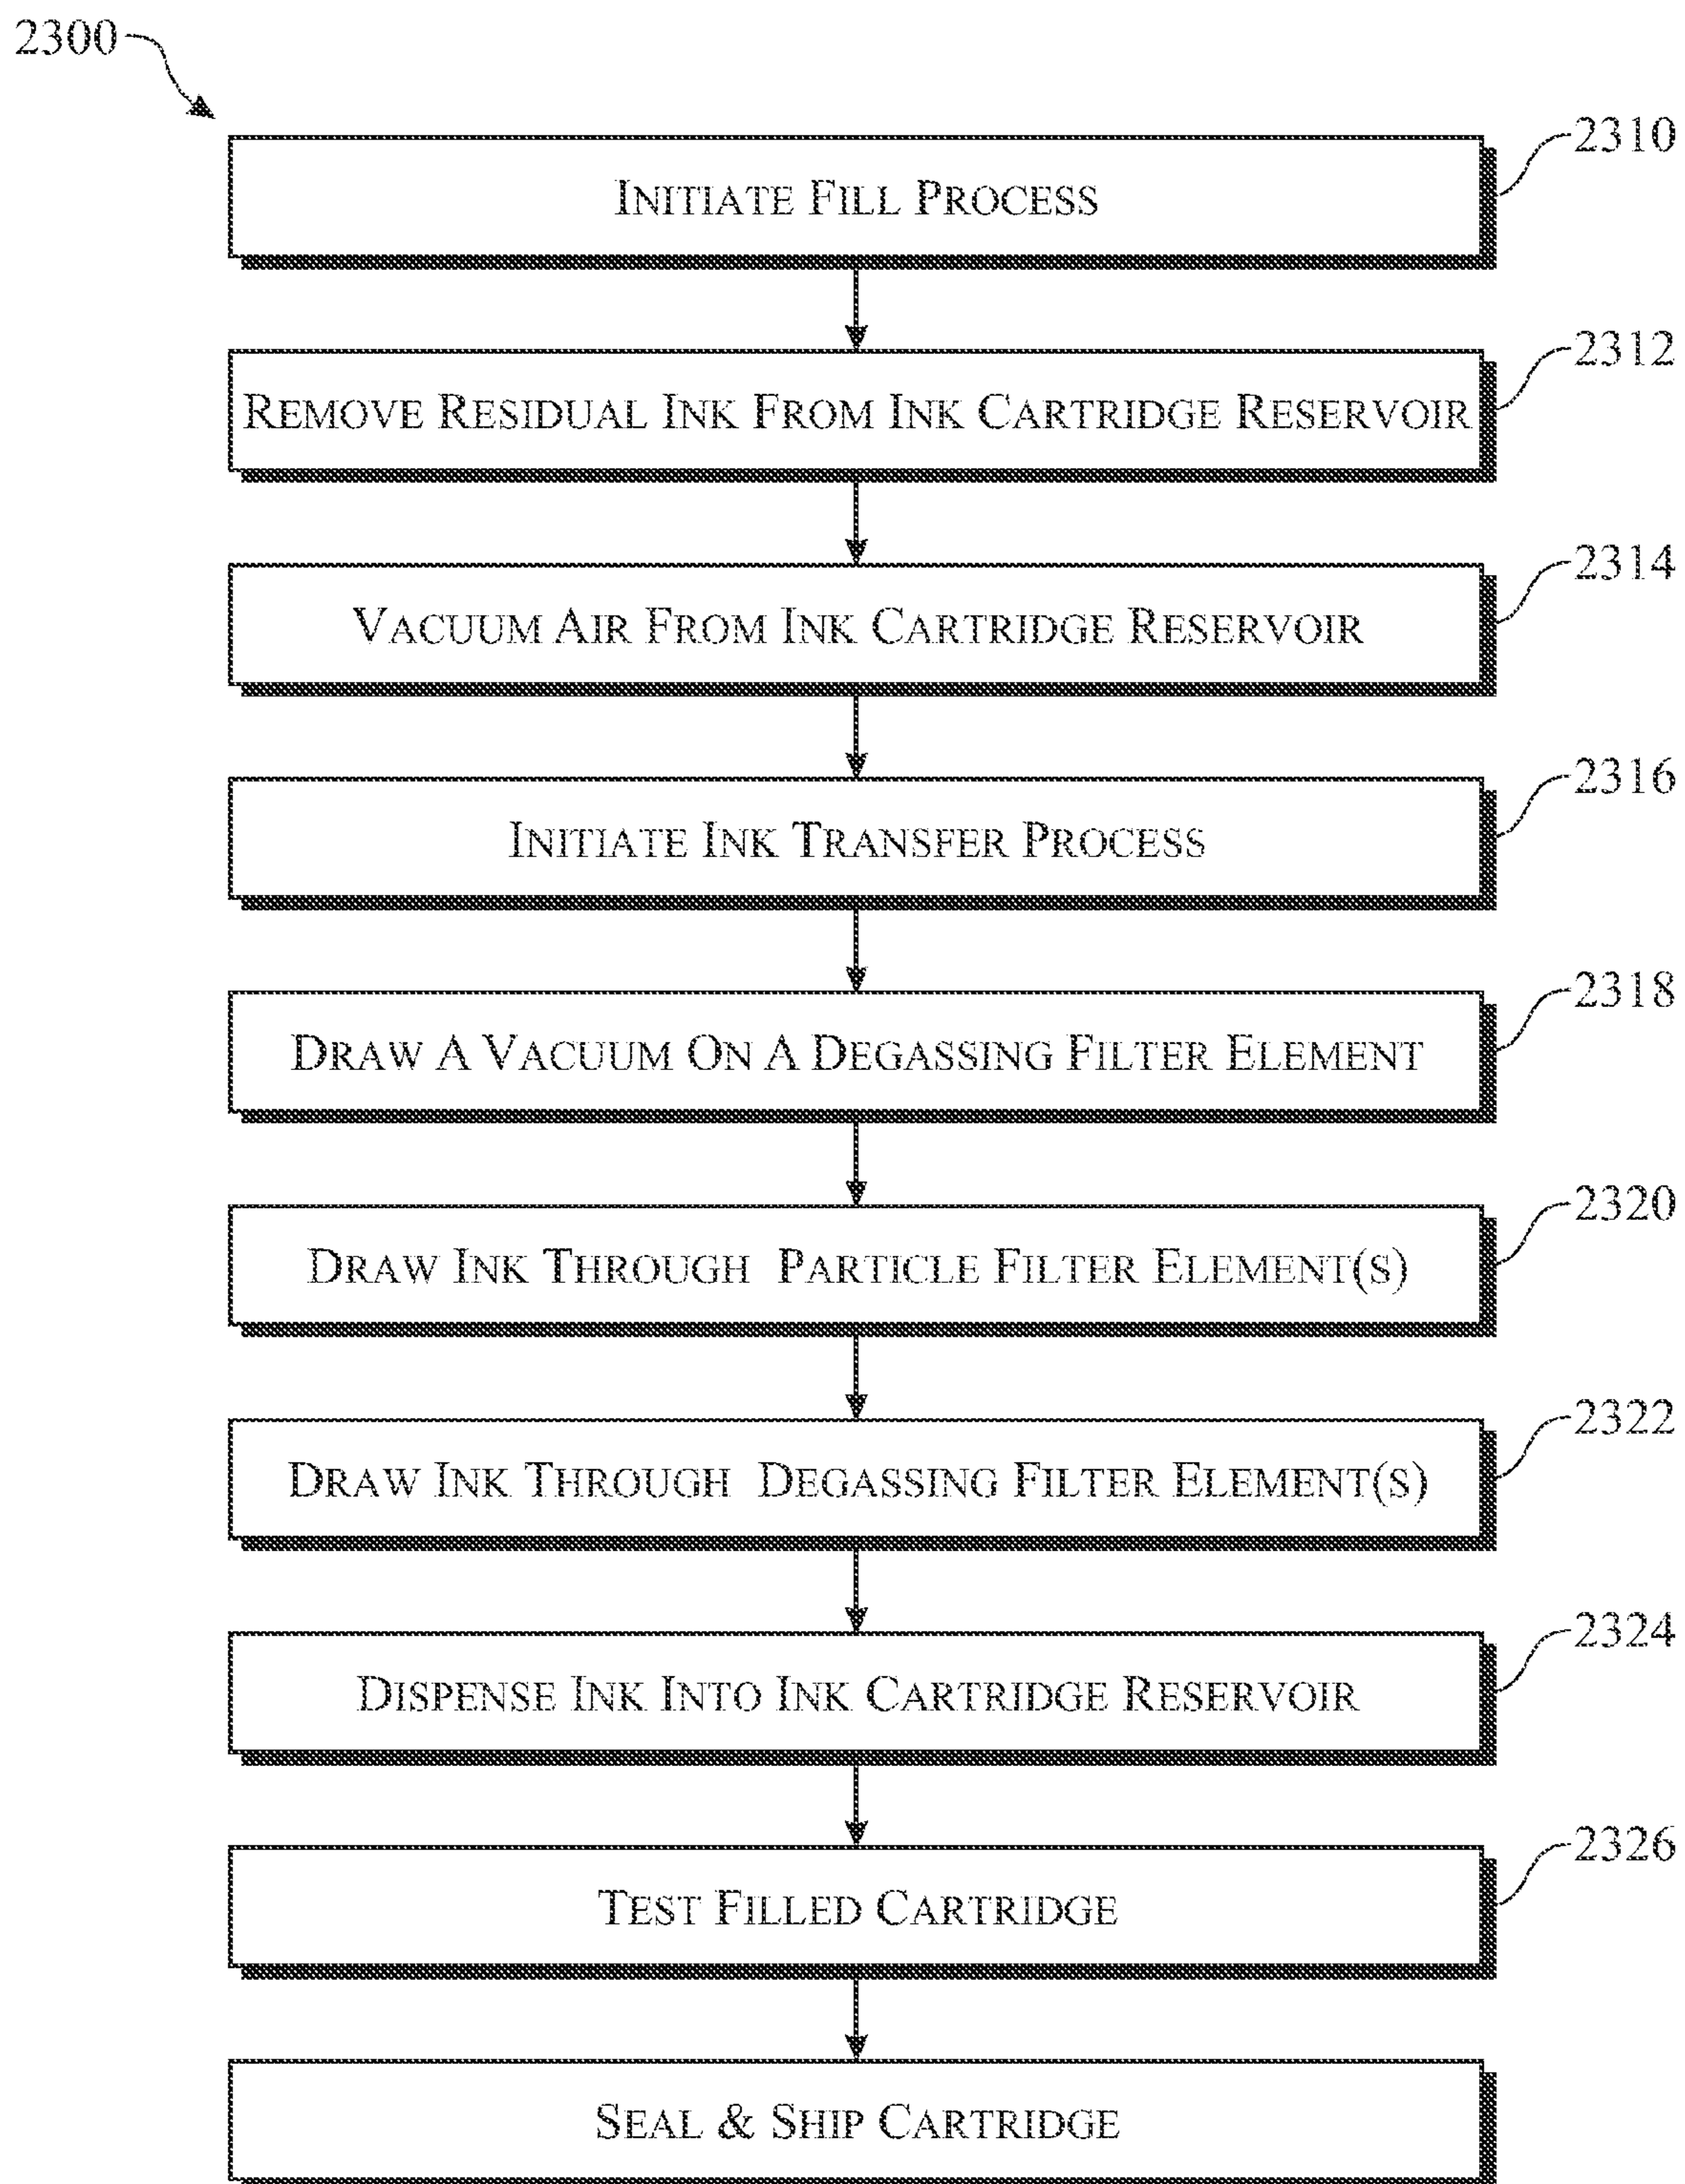 2300
INITIATE FILL PROCESS
2310
REMOVE RESIDUAL INK FROM INK CARTRIDGE RESERVOIR
2312
VACUUM AIR FROM INK CARTRIDGE RESERVOIR
2314
INITIATE INK TRANSFER PROCESS
2316
DRAW A VACUUM ON A DEGASSING FILTER ELEMENT
2318
DRAW INK THROUGH PARTICLE FILTER ELEMENT(S)
2320
DRAW INK THROUGH DEGASSING FILTER ELEMENT(S)
2322
DISPENSE INK INTO INK CARTRIDGE RESERVOIR
2324
TEST FILLED CARTRIDGE
2326
SEAL & SHIP CARTRIDGE